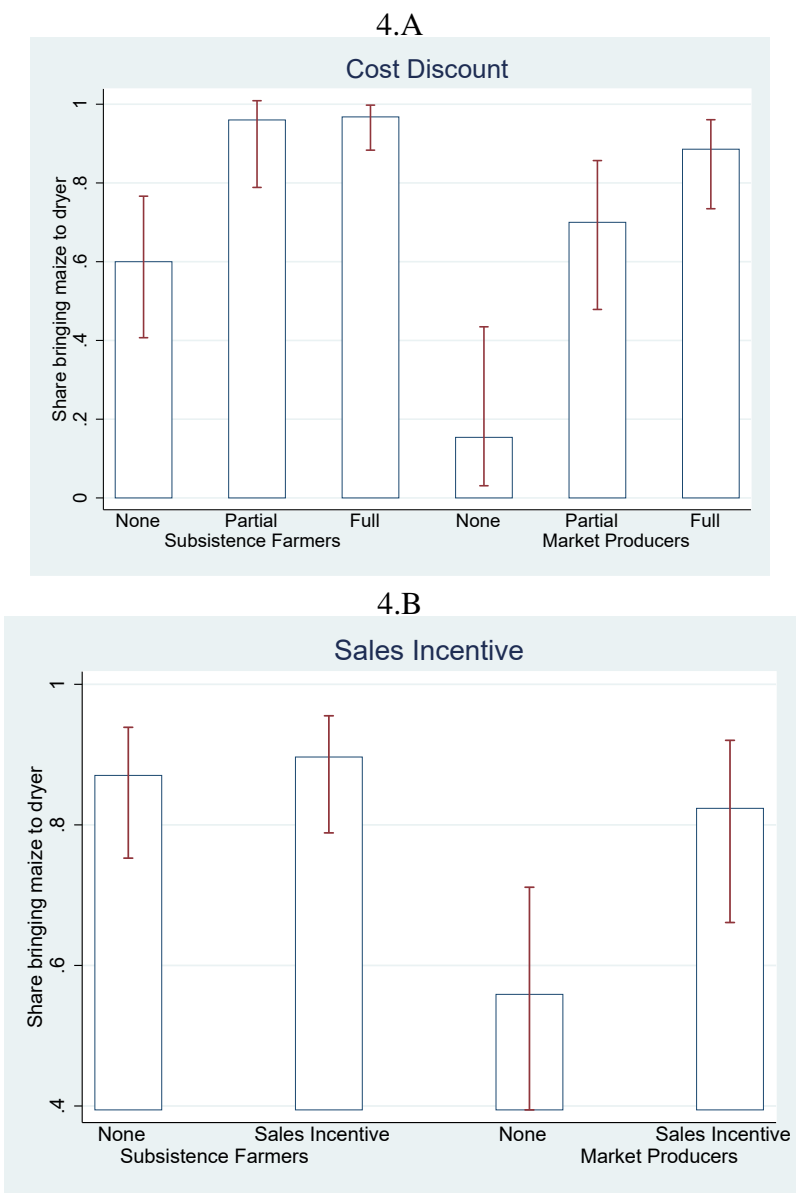 4.A
Cost Discount
Share bringing maize to dryer
1
.8
.6
.4
.2
0
None Partial Full None Partial Full
Subsistence Farmers Market Producers
4.B
Sales Incentive
Share bringing maize to dryer
1
.8
.6
.4
None Sales Incentive None Sales Incentive
Subsistence Farmers Market Producers